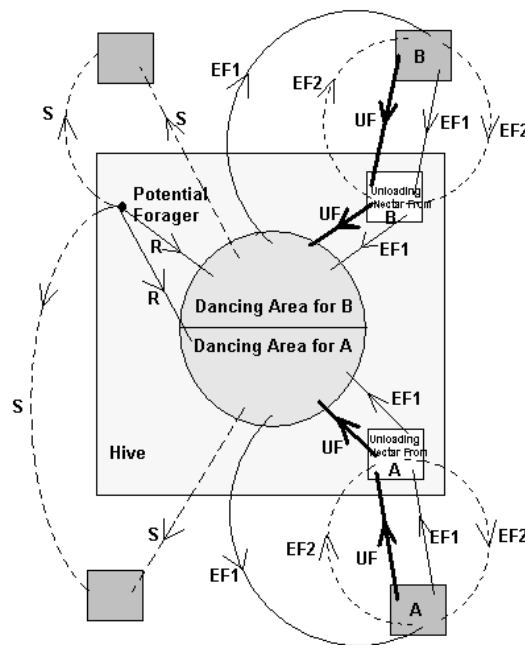 B
EF1
EF2
S
S
UF
EF1
EF2
Potential
Forager
Unloading
Nectar From
B
UF
R
EF1
R
Dancing Area for B
Dancing Area for A
S
EF1
UF
Unloading
Nectar From
A
Hive
S
EF1
EF2
UF
EF1
EF2
A